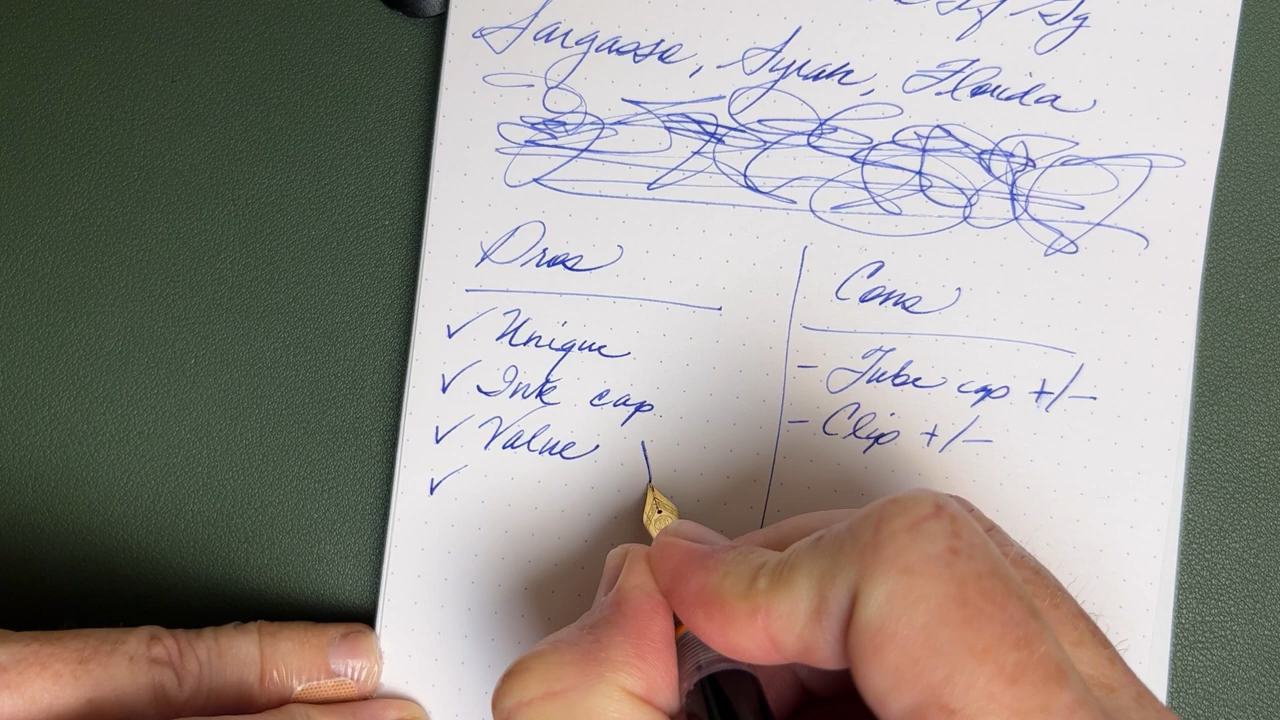 Sargasso, Syrah, Florida
Pros
✓ Unique
✓ Ink cap
✓ Value
✓
Cons
- Tube cap +/-
- Clip +/-